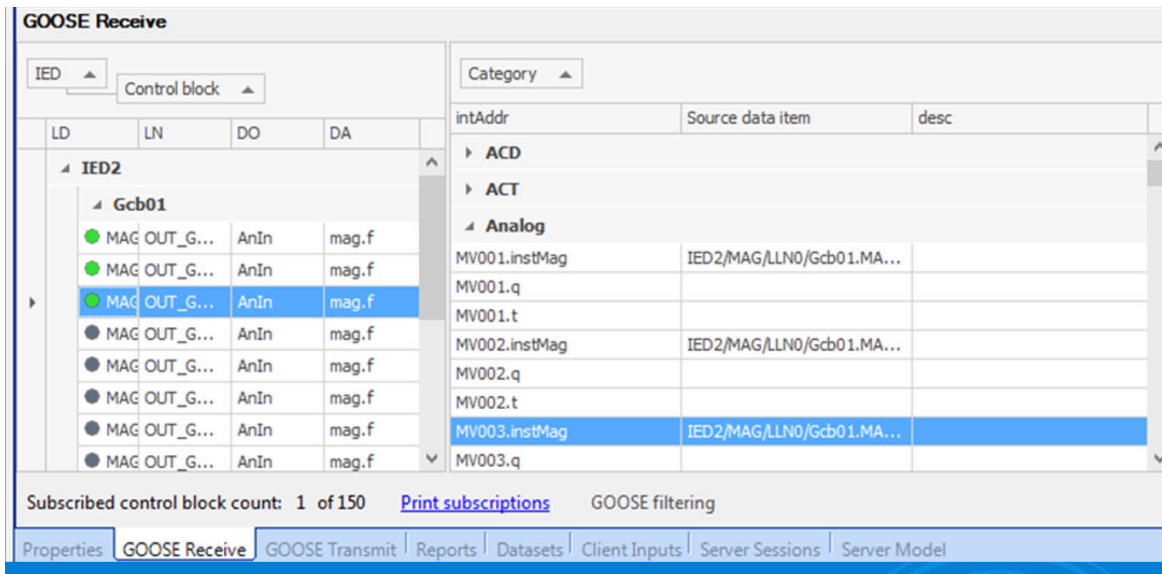 GOOSE Receive
IED
Control block
LD LN DO DA
IED2
Gcb01
MAG OUT_G... AnIn mag.f
MAG OUT_G... AnIn mag.f
MAG OUT_G... AnIn mag.f
MAG OUT_G... AnIn mag.f
MAG OUT_G... AnIn mag.f
MAG OUT_G... AnIn mag.f
MAG OUT_G... AnIn mag.f
MAG OUT_G... AnIn mag.f
Category
intAddr Source data item desc
ACD
ACT
Analog
MV001.instMag IED2/MAG/LLN0/Gcb01.MA...
MV001.q
MV001.t
MV002.instMag IED2/MAG/LLN0/Gcb01.MA...
MV002.q
MV002.t
MV003.instMag IED2/MAG/LLN0/Gcb01.MA...
MV003.q
Subscribed control block count: 1 of 150 Print subscriptions GOOSE filtering
Properties GOOSE Receive GOOSE Transmit Reports Datasets Client Inputs Server Sessions Server Model